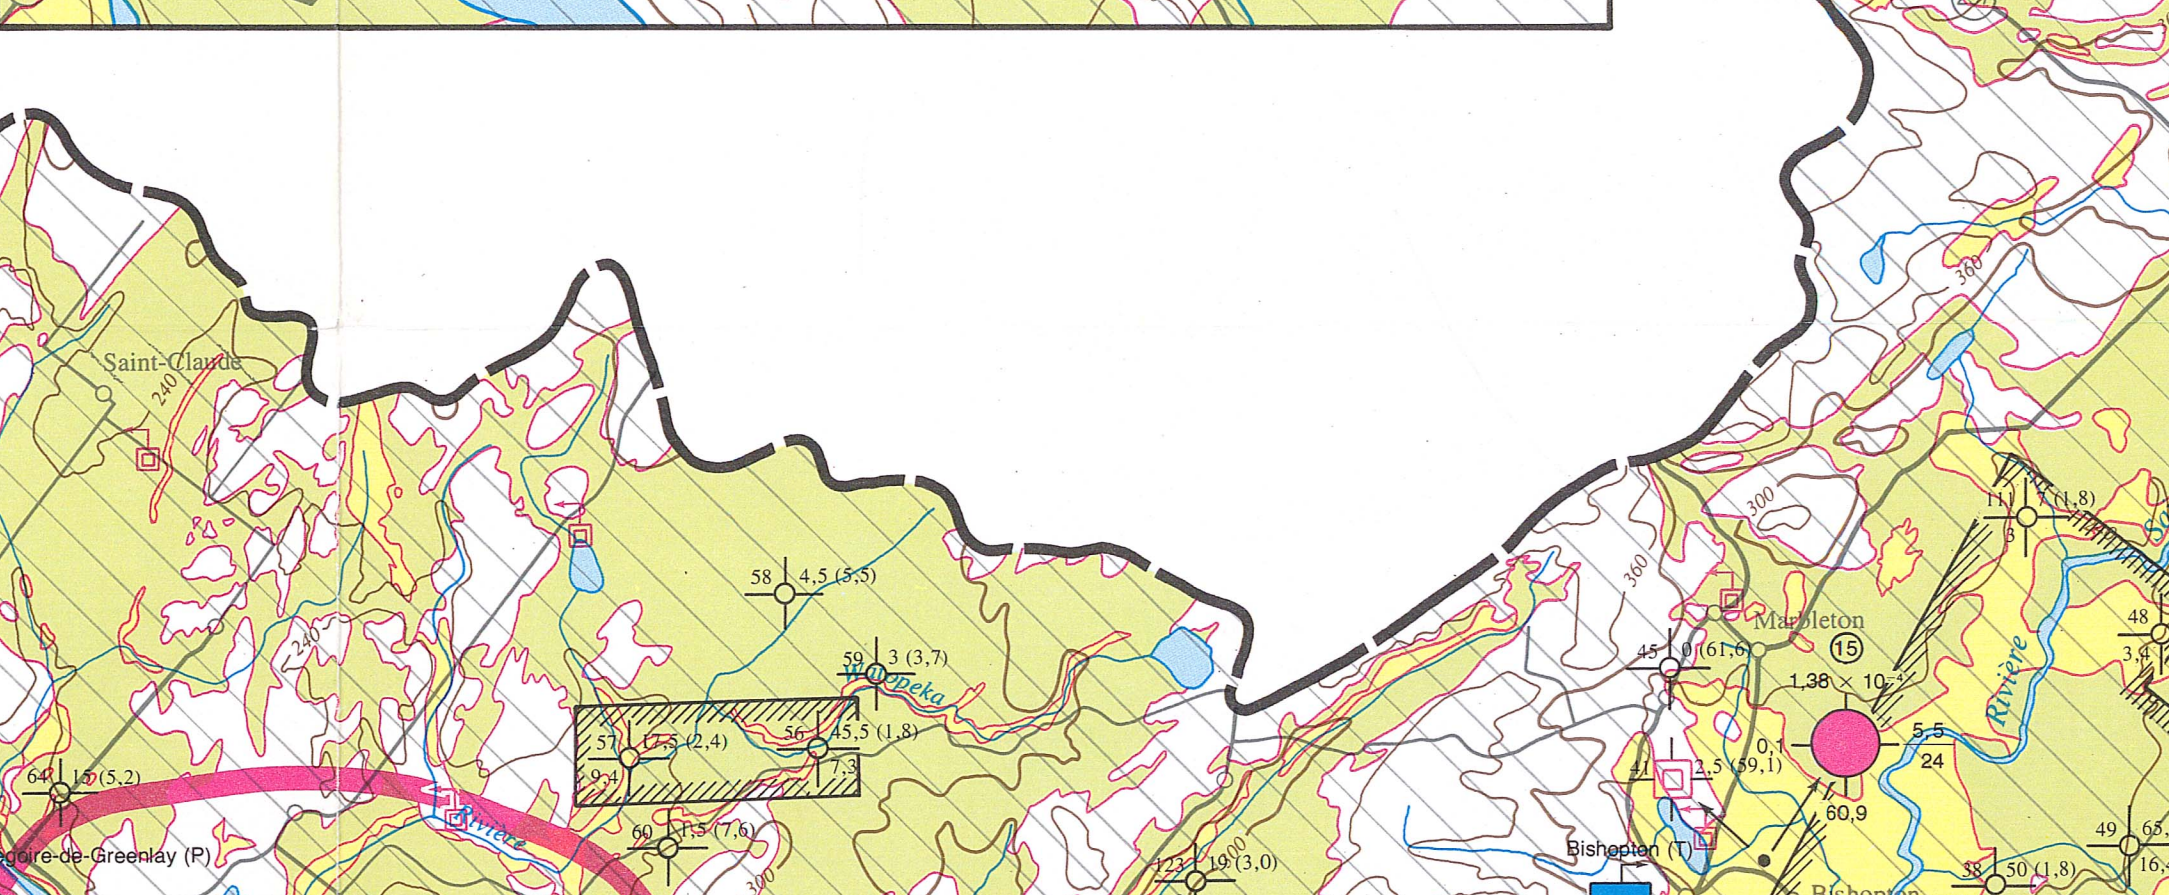 360
Saint-Claude
240
300
111 7 (1,8)
3
360
58 4,5 (5,5)
48
3,4
Marbleton
240
15
59 3 (3,7)
45 0 (61,6)
Watopeka
1,38 × 10⁻⁴
Rivière
57 17,5 (2,4)
9,4
56 45,5 (1,8)
7,3
0,1
5,5
24
41 2,5 (59,1)
64 15 (5,2)
60,9
Rivière
60 1,5 (7,6)
49 65,
16,4
égoire-de-Greenlay (P)
Bishopton (T)
123 19 (3,0)
38 50 (1,8)
300
Bishopton